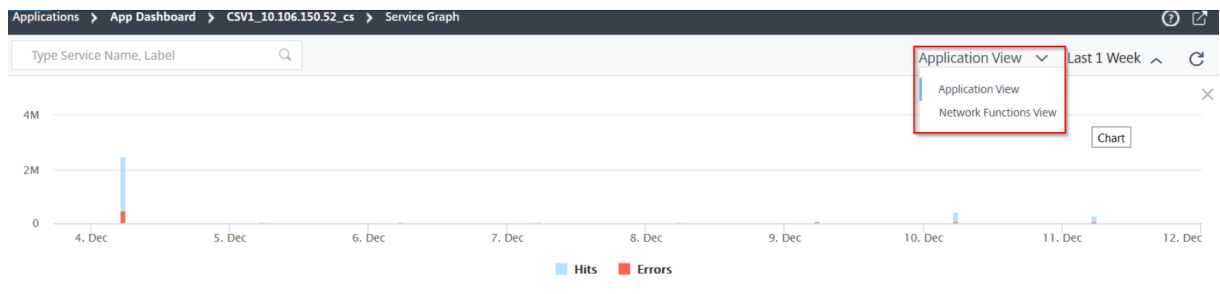 Applications > App Dashboard > CSV1_10.106.150.52_cs > Service Graph
Type Service Name, Label
Application View
Last 1 Week
Application View
Network Functions View
Chart
4M
2M
0
4. Dec 5. Dec 6. Dec 7. Dec 8. Dec 9. Dec 10. Dec 11. Dec 12. Dec
Hits Errors